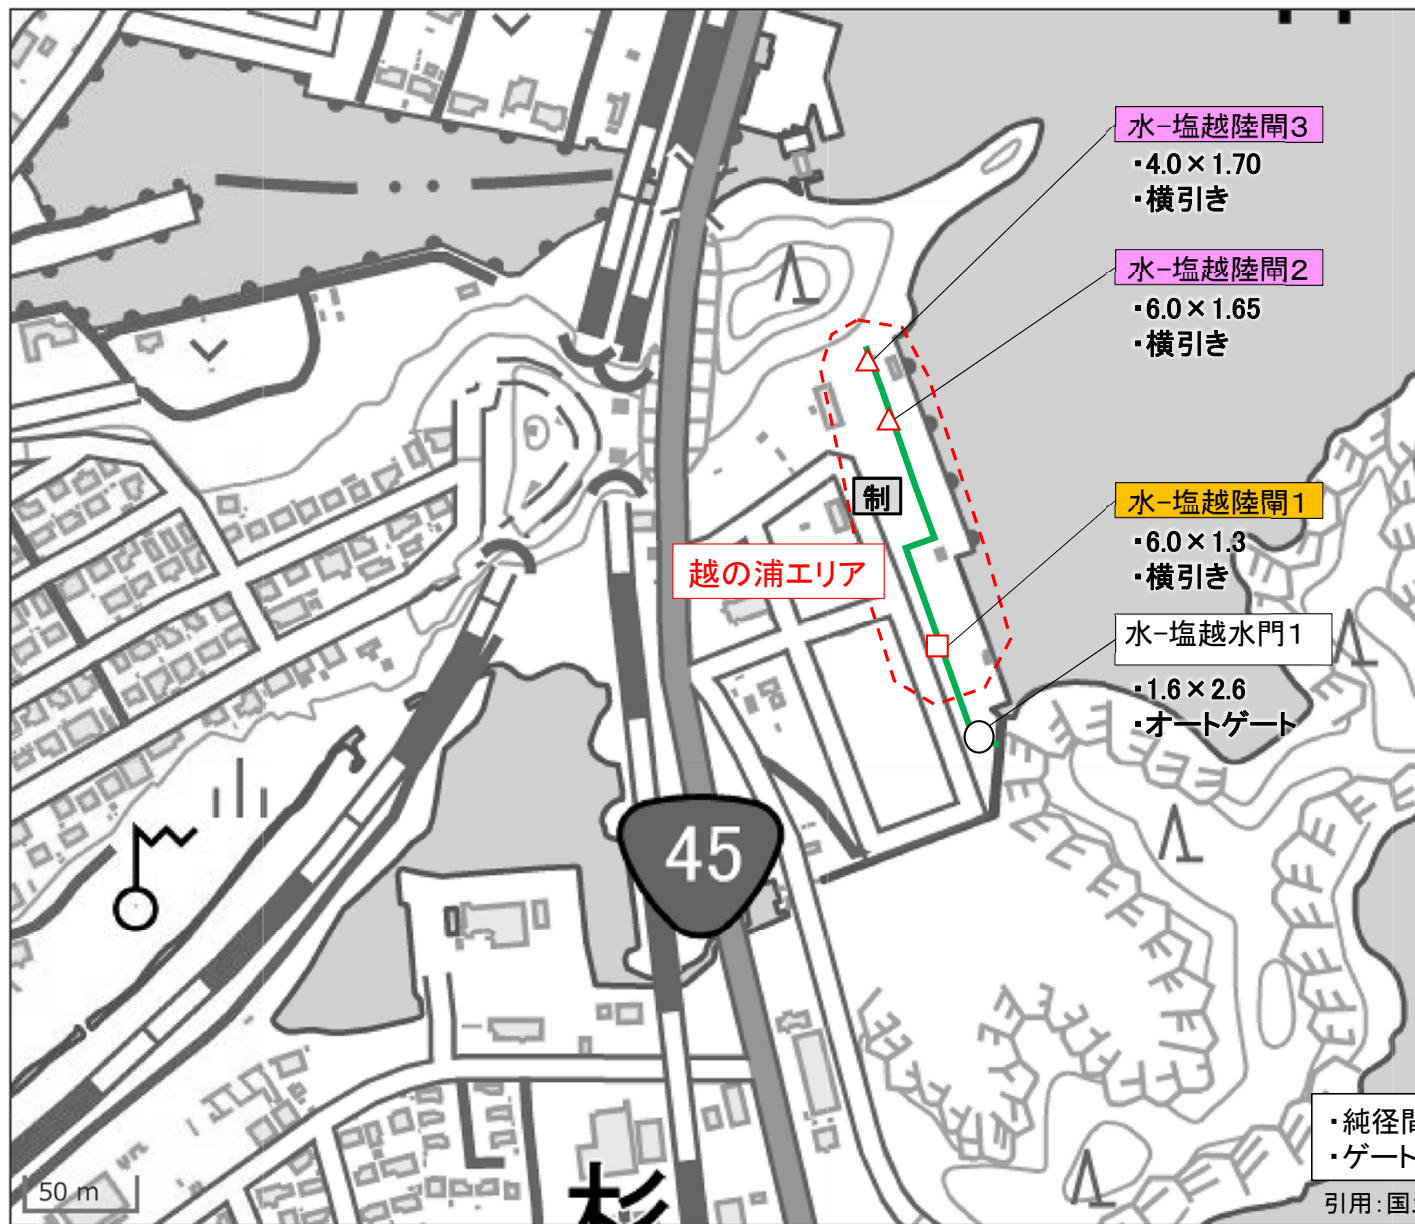 水-塩越陸閘3
・4.0×1.70
・横引き
水-塩越陸閘2
・6.0×1.65
・横引き
制
水-塩越陸閘1
・6.0×1.3
・横引き
越の浦エリア
水-塩越水門1
・1.6×2.6
・オートゲート
45
・純径間
・ゲート
50 m
杉
引用:国